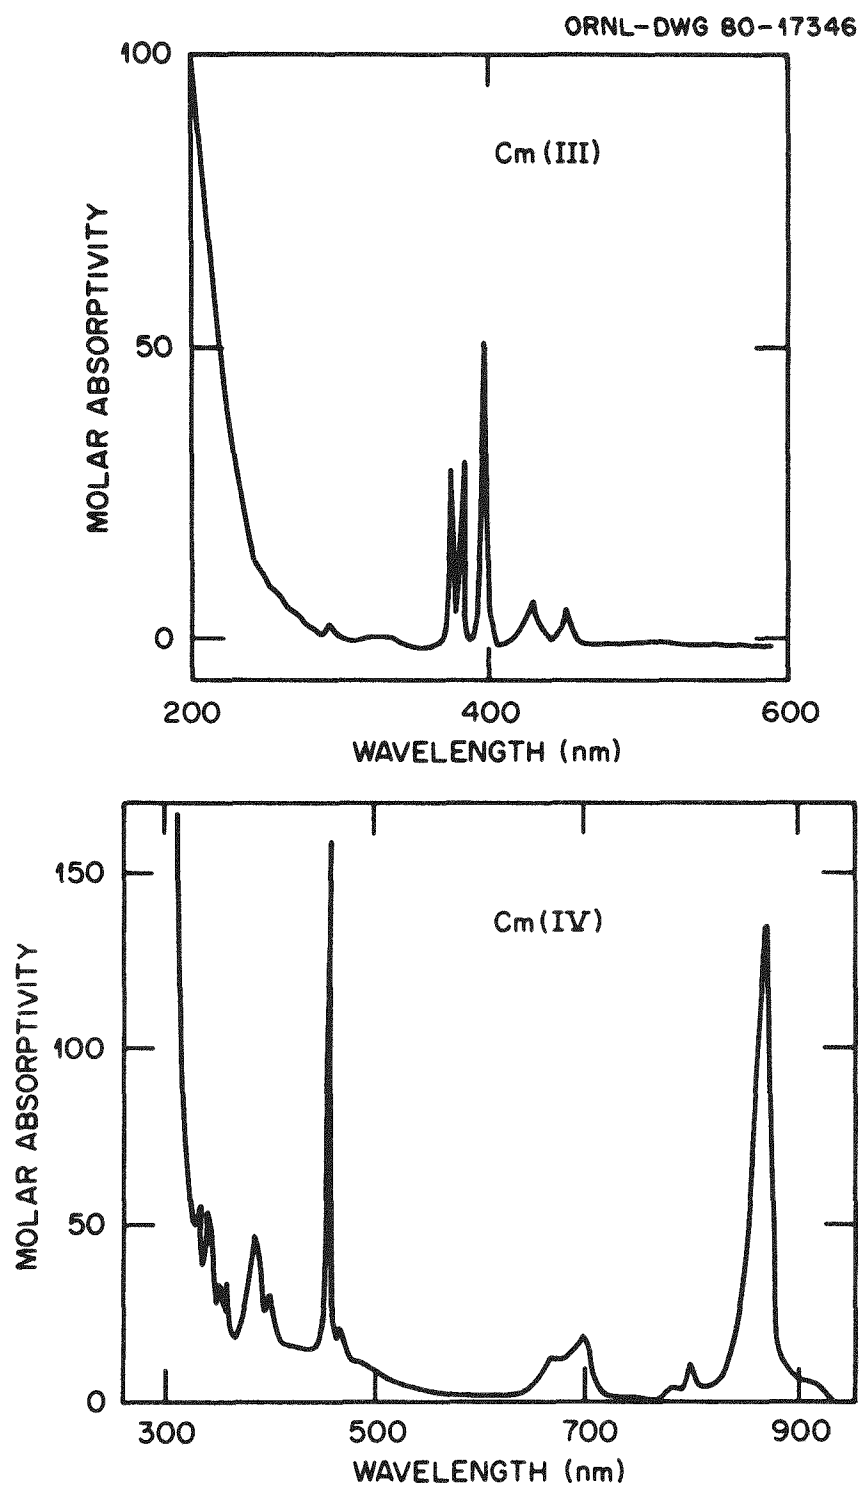 ORNL-DWG 80-17346
100
Cm (III)
MOLAR ABSORPTIVITY
50
0
200 400 600
WAVELENGTH (nm)
150
Cm (IV)
MOLAR ABSORPTIVITY
100
50
0
300 500 700 900
WAVELENGTH (nm)